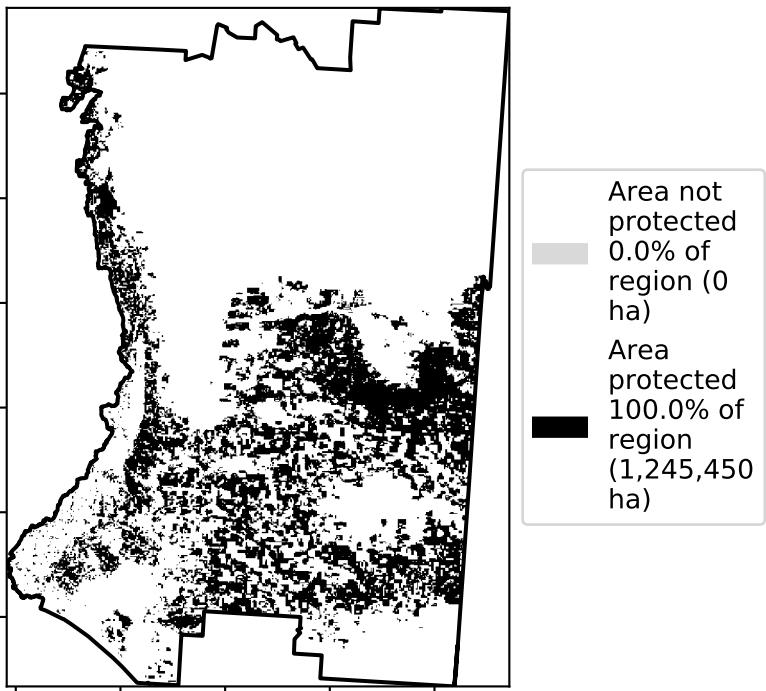 Area not
protected
0.0% of
region (0
ha)
Area
protected
100.0% of
region
(1,245,450
ha)